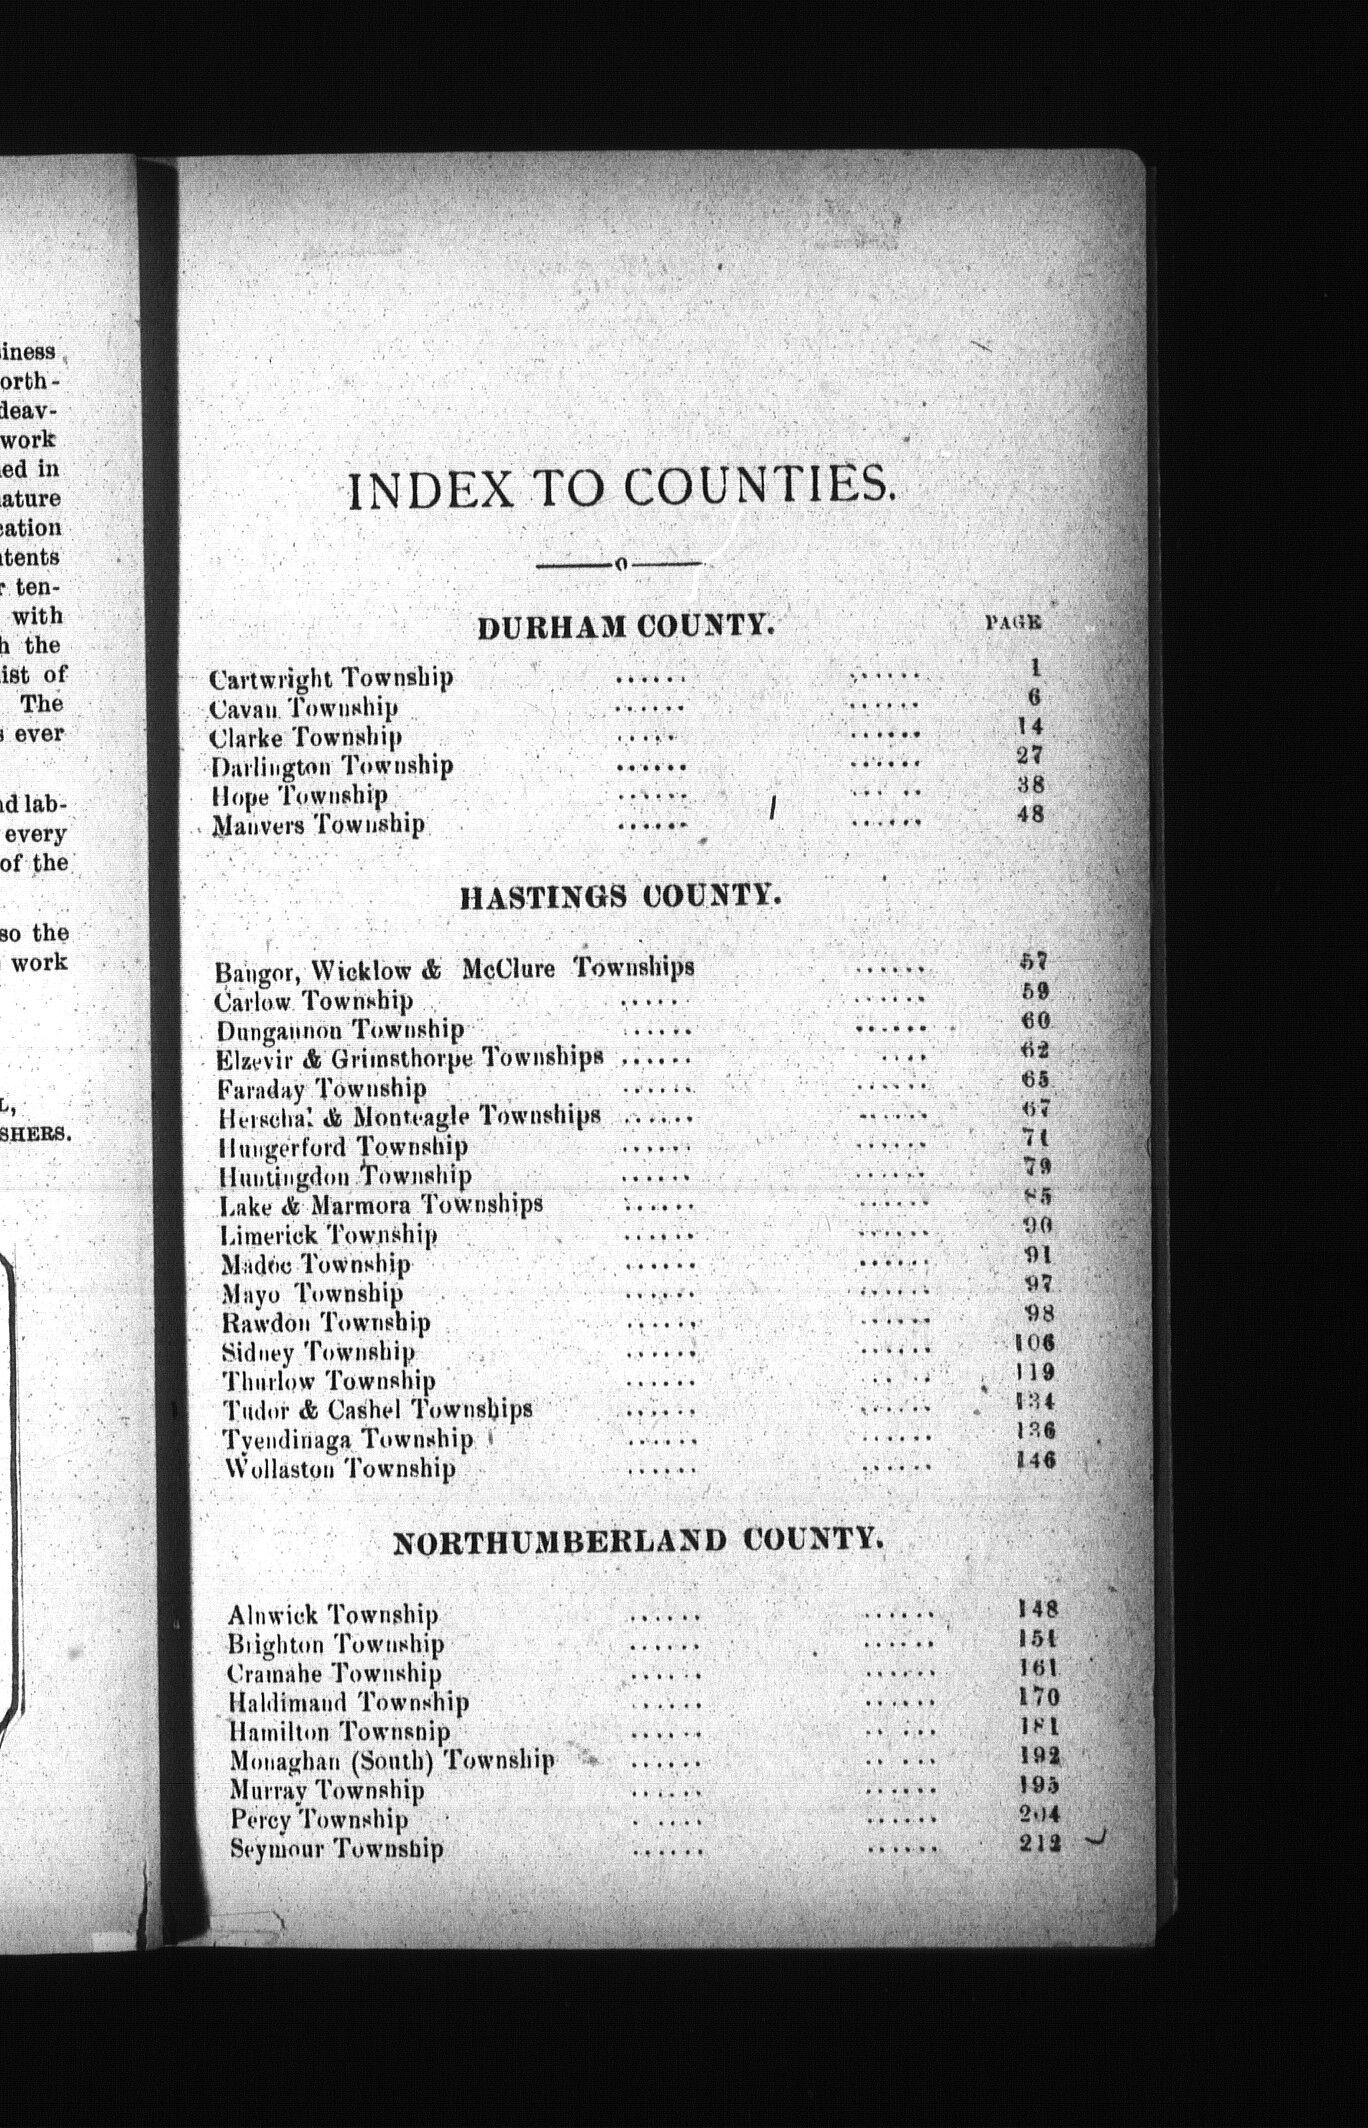 iness
orth-
deav-
work
ed in
ature
cation
tents
r ten-
with
h the
ist of
The
s ever
nd lab-
every
of the
so the
work
L,
SHERS.
INDEX TO COUNTIES.
DURHAM COUNTY. PAGE
Cartwright Township ...... ...... 1
Cavan Township ...... ...... 6
Clarke Township ...... ...... 14
Darlington Township ...... ...... 27
Hope Township ...... ...... 38
Manvers Township ...... ...... 48
HASTINGS COUNTY.
Bangor, Wicklow & McClure Townships ...... 57
Carlow Township ...... ...... 59
Dungannon Township ...... ...... 60
Elzevir & Grimsthorpe Townships ...... .... 62
Faraday Township ...... ...... 65
Herschal & Monteagle Townships ...... ...... 67
Hungerford Township ...... ...... 71
Huntingdon Township ...... ...... 79
Lake & Marmora Townships ...... ...... 85
Limerick Township ...... ...... 90
Madoc Township ...... ...... 91
Mayo Township ...... ...... 97
Rawdon Township ...... ...... 98
Sidney Township ...... ...... 106
Thurlow Township ...... ...... 119
Tudor & Cashel Townships ...... ...... 134
Tyendinaga Township ...... ...... 136
Wollaston Township ...... ...... 146
NORTHUMBERLAND COUNTY.
Alnwick Township ...... ...... 148
Brighton Township ...... ...... 151
Cramahe Township ...... ...... 161
Haldimand Township ...... ...... 170
Hamilton Township ...... ...... 181
Monaghan (South) Township ...... ...... 192
Murray Township ...... ...... 195
Percy Township ...... ...... 204
Seymour Township ...... ...... 212